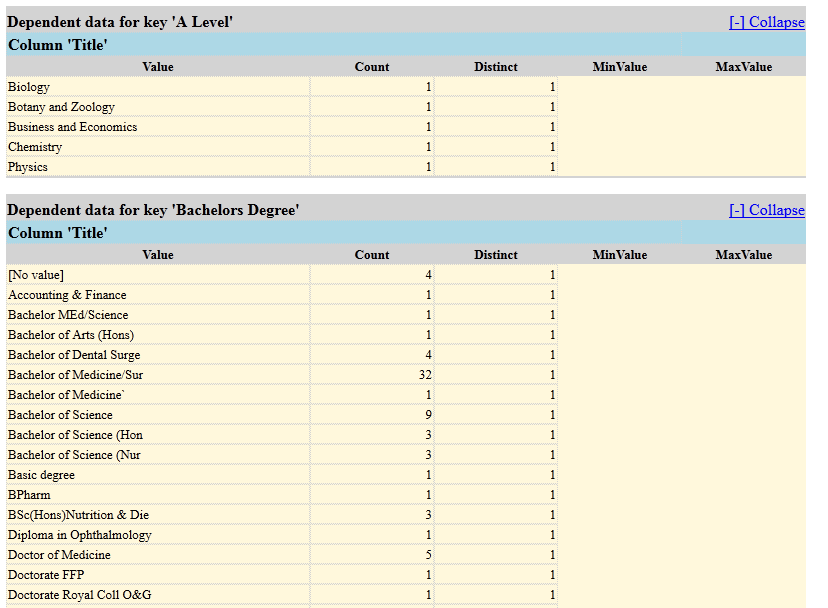 Dependent data for key 'A Level' [-] Collapse
Column 'Title'
Value Count Distinct MinValue MaxValue
Biology 1 1
Botany and Zoology 1 1
Business and Economics 1 1
Chemistry 1 1
Physics 1 1
Dependent data for key 'Bachelors Degree' [-] Collapse
Column 'Title'
Value Count Distinct MinValue MaxValue
[No value] 4 1
Accounting & Finance 1 1
Bachelor MEd/Science 1 1
Bachelor of Arts (Hons) 1 1
Bachelor of Dental Surge 4 1
Bachelor of Medicine/Sur 32 1
Bachelor of Medicine` 1 1
Bachelor of Science 9 1
Bachelor of Science (Hon 3 1
Bachelor of Science (Nur 3 1
Basic degree 1 1
BPharm 1 1
BSc(Hons)Nutrition & Die 3 1
Diploma in Ophthalmology 1 1
Doctor of Medicine 5 1
Doctorate FFP 1 1
Doctorate Royal Coll O&G 1 1